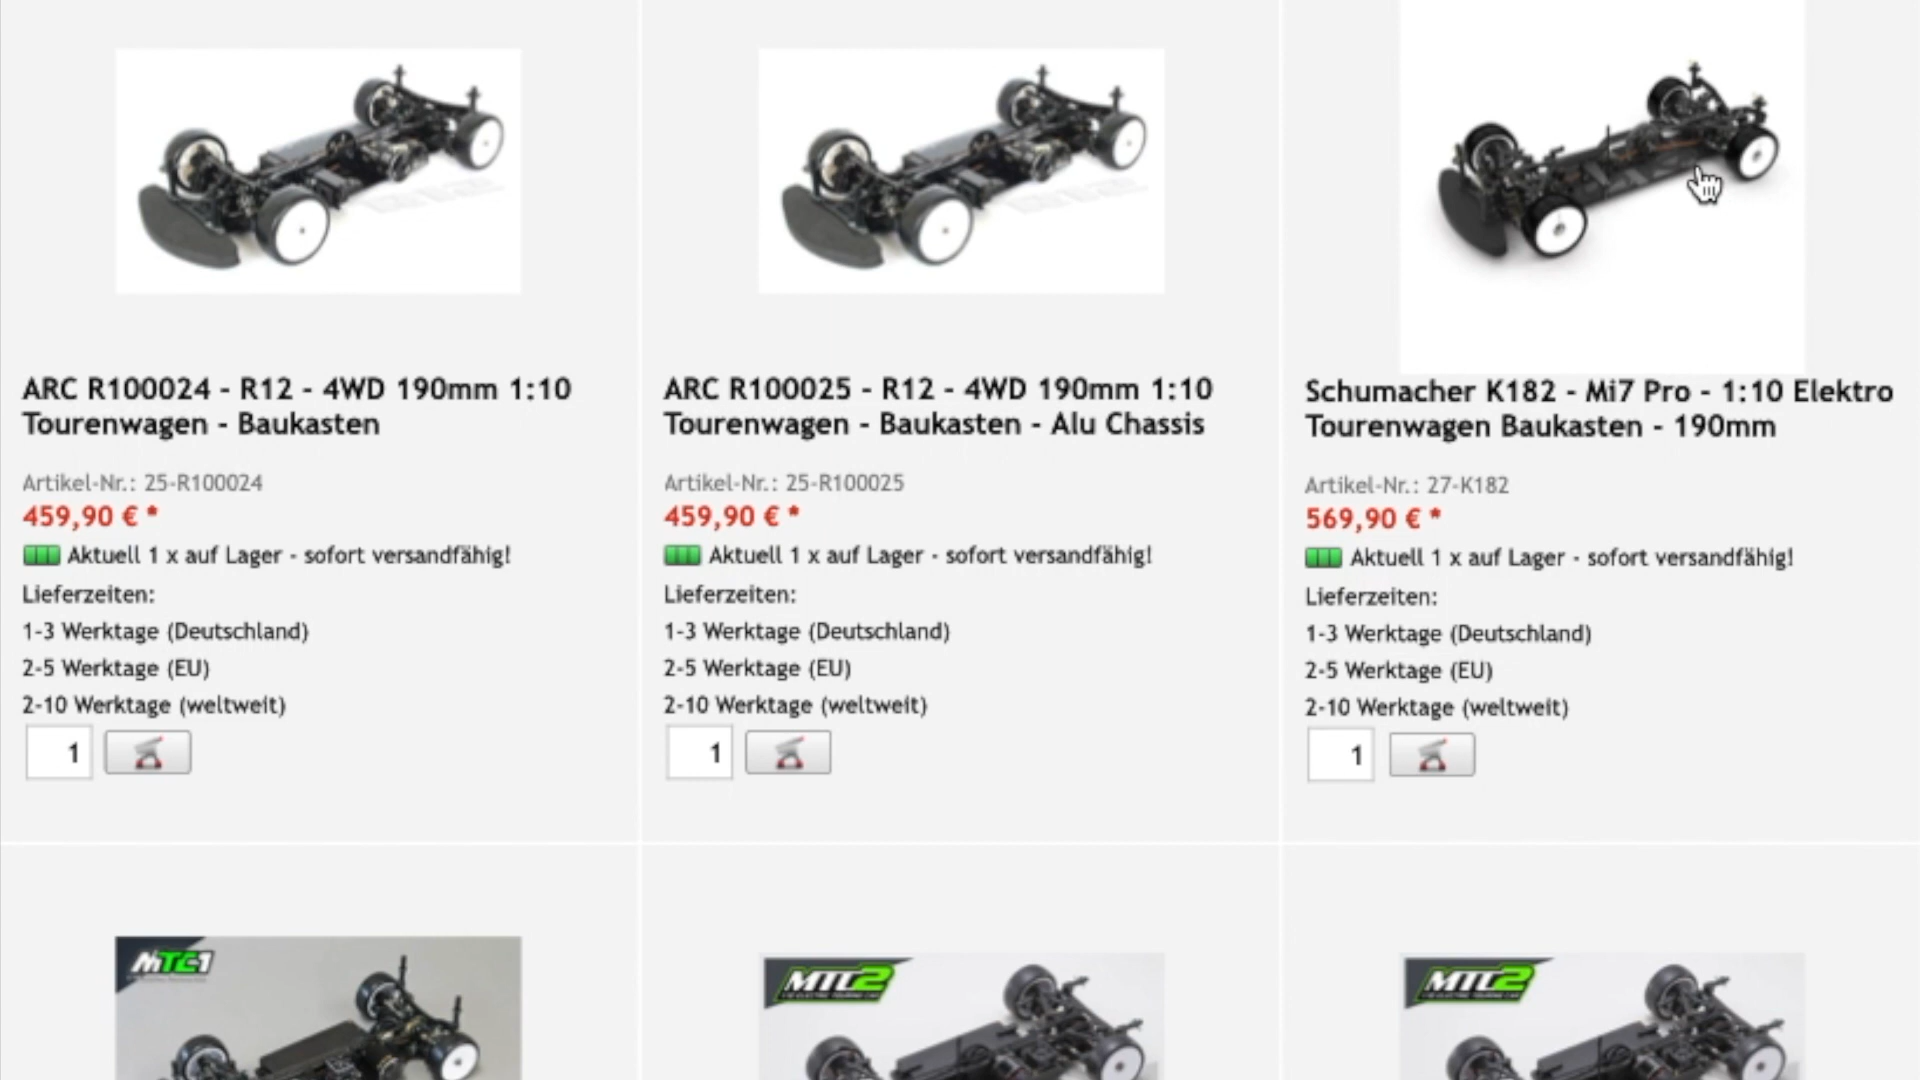 ARC R100024 - R12 - 4WD 190mm 1:10
Tourenwagen - Baukasten
Artikel-Nr.: 25-R100024
459,90 € *
Aktuell 1 x auf Lager - sofort versandfähig!
Lieferzeiten:
1-3 Werktage (Deutschland)
2-5 Werktage (EU)
2-10 Werktage (weltweit)
1
ARC R100025 - R12 - 4WD 190mm 1:10
Tourenwagen - Baukasten - Alu Chassis
Artikel-Nr.: 25-R100025
459,90 € *
Aktuell 1 x auf Lager - sofort versandfähig!
Lieferzeiten:
1-3 Werktage (Deutschland)
2-5 Werktage (EU)
2-10 Werktage (weltweit)
1
Schumacher K182 - Mi7 Pro - 1:10 Elektro
Tourenwagen Baukasten - 190mm
Artikel-Nr.: 27-K182
569,90 € *
Aktuell 1 x auf Lager - sofort versandfähig!
Lieferzeiten:
1-3 Werktage (Deutschland)
2-5 Werktage (EU)
2-10 Werktage (weltweit)
1
MTC-1
MTC2
MTC2